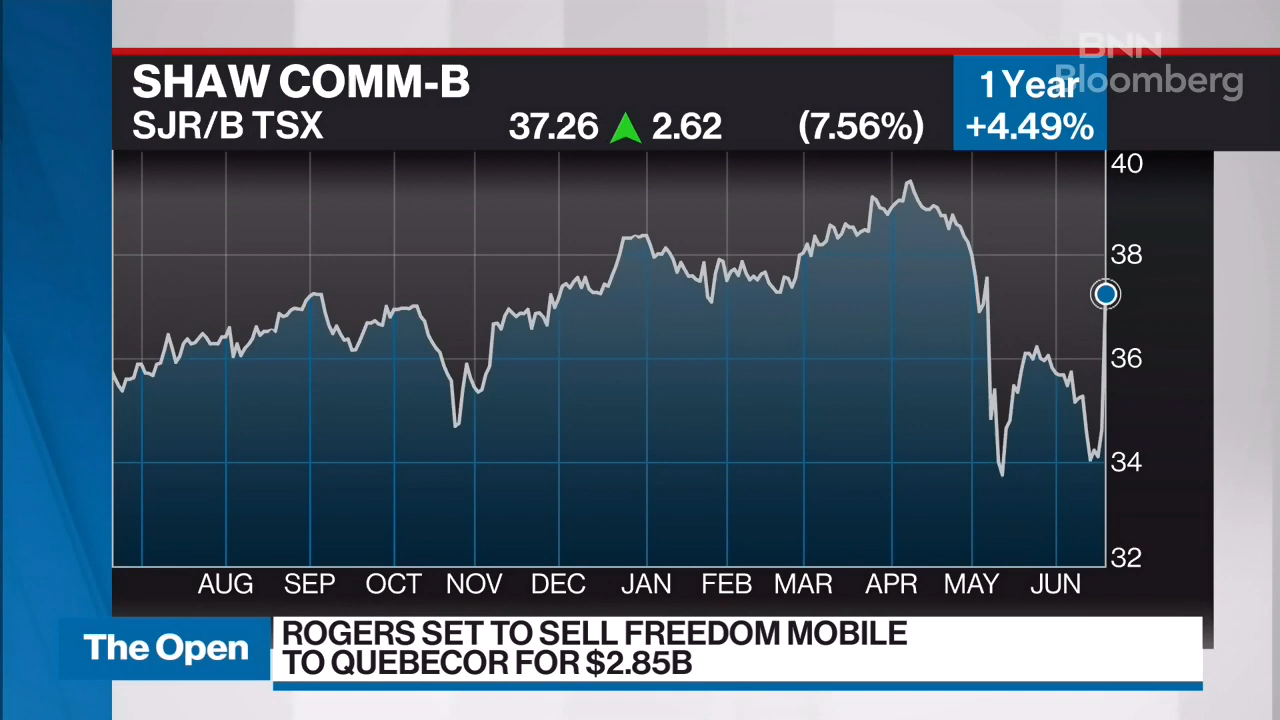 BNN
Bloomberg
SHAW COMM-B
SJR/B TSX
37.26 ▲ 2.62 (7.56%)
1 Year
+4.49%
40
38
36
34
32
AUG SEP OCT NOV DEC JAN FEB MAR APR MAY JUN
The Open
ROGERS SET TO SELL FREEDOM MOBILE
TO QUEBECOR FOR $2.85B